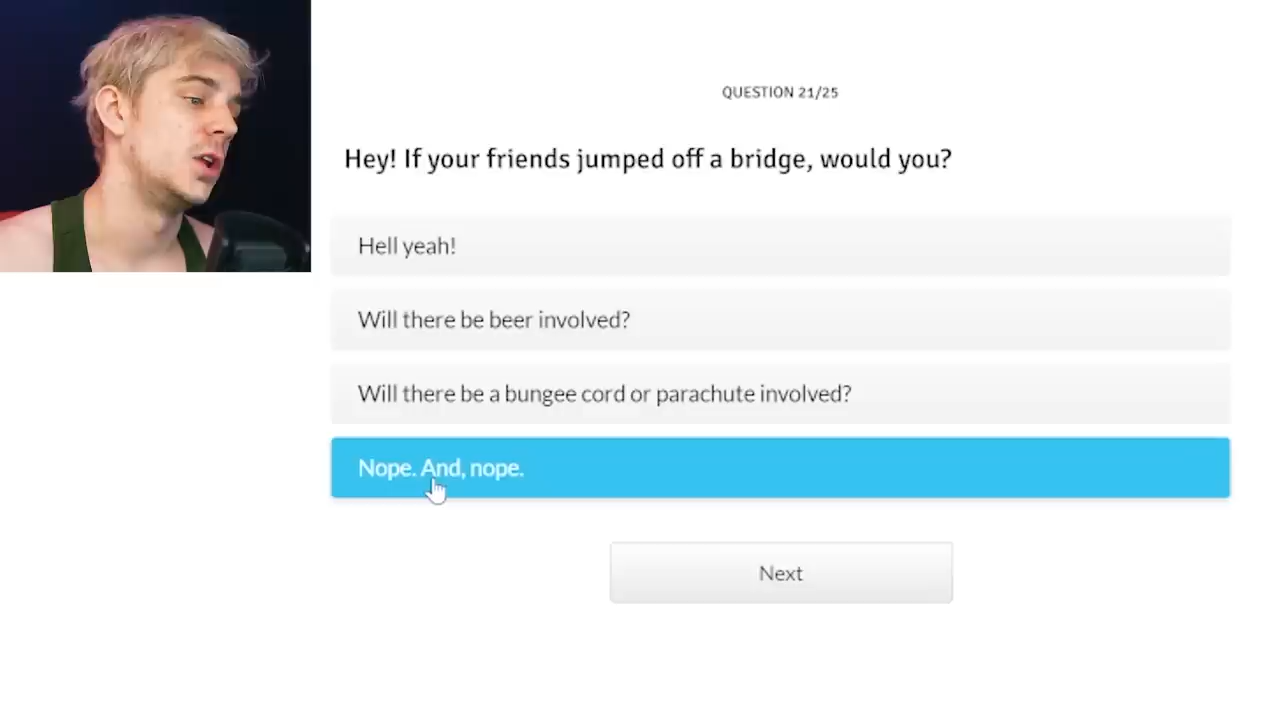 QUESTION 21/25
Hey! If your friends jumped off a bridge, would you?
Hell yeah!
Will there be beer involved?
Will there be a bungee cord or parachute involved?
Nope. And, nope.
Next